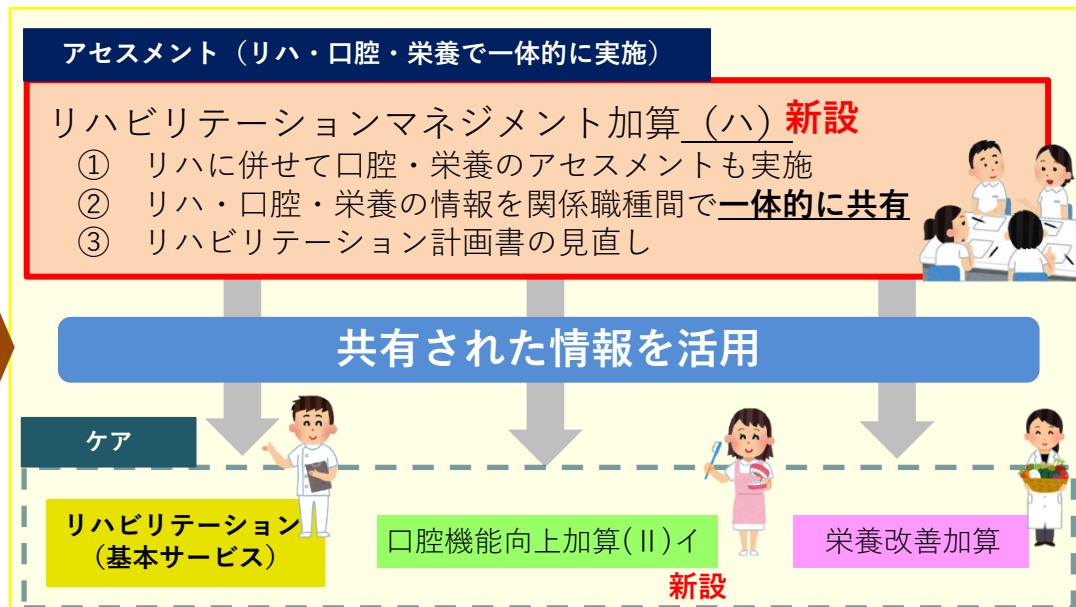 アセスメント（リハ・口腔・栄養で一体的に実施）
リハビリテーションマネジメント加算（ハ）新設
① リハに併せて口腔・栄養のアセスメントも実施
② リハ・口腔・栄養の情報を関係職種間で一体的に共有
③ リハビリテーション計画書の見直し
共有された情報を活用
ケア
リハビリテーション
（基本サービス）
口腔機能向上加算(Ⅱ)イ
新設
栄養改善加算